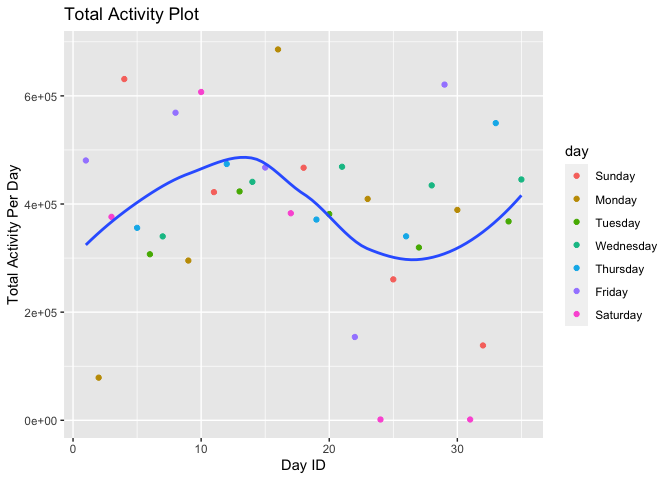 Total Activity Plot
Total Activity Per Day
6e+05
4e+05
2e+05
0e+00
0
10
20
30
Day ID
day
Sunday
Monday
Tuesday
Wednesday
Thursday
Friday
Saturday